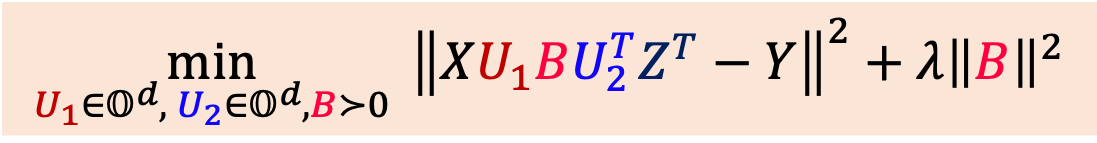 min ‖XU₁BU₂ᵀZᵀ − Y‖² + λ‖B‖²
U₁∈𝕆ᵈ, U₂∈𝕆ᵈ,B≻0